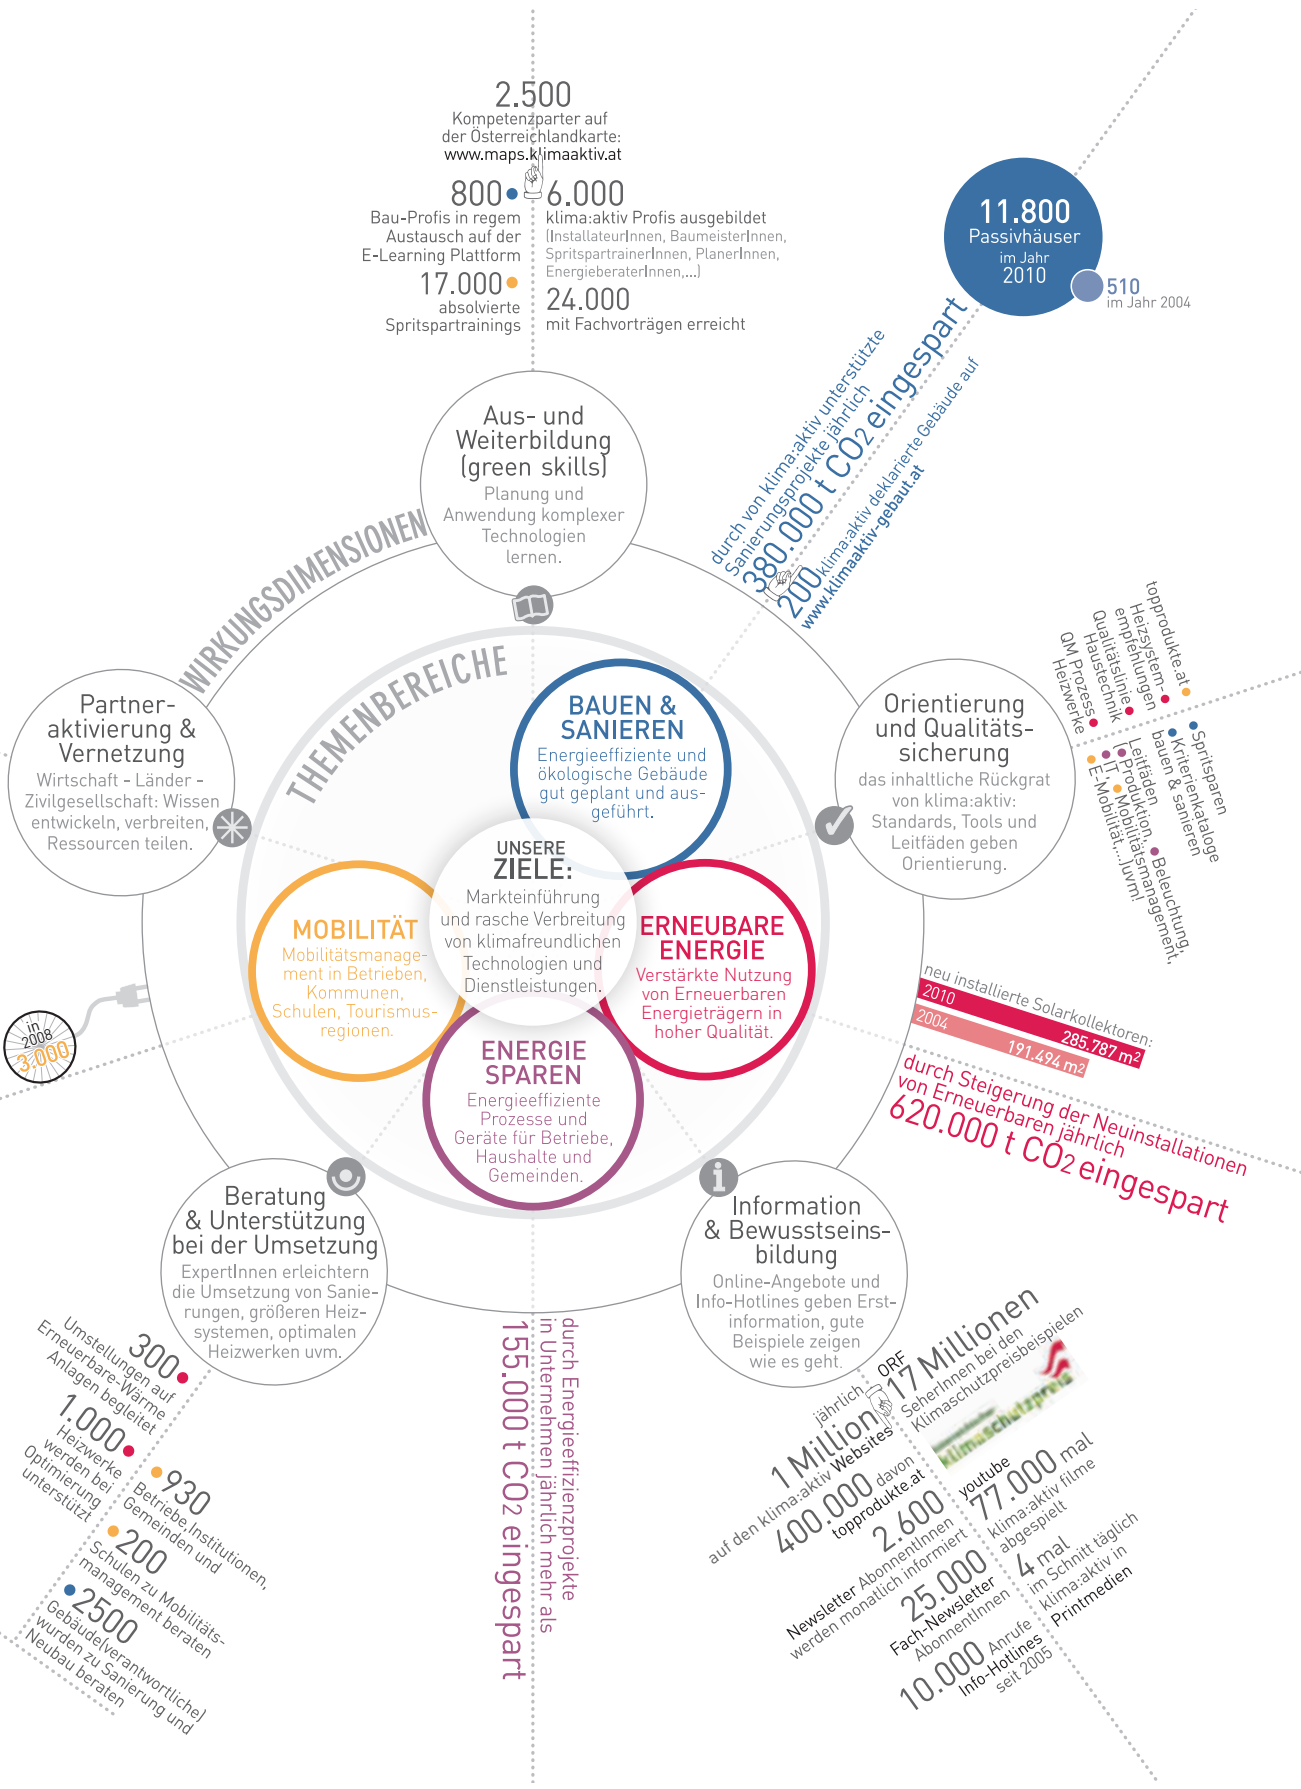 2.500
Kompetenzparter auf
der Österreichlandkarte:
www.maps.klimaaktiv.at
800
Bau-Profis in regem
Austausch auf der
E-Learning Plattform
17.000
absolvierte
Spritspartrainings
6.000
klima:aktiv Profis ausgebildet
(InstallateurInnen, BaumeisterInnen,
SpritspartrainerInnen, PlanerInnen,
EnergieberaterInnen,...)
24.000
mit Fachvorträgen erreicht
11.800
Passivhäuser
im Jahr
2010
510
im Jahr 2004
durch von klima:aktiv unterstützte
Sanierungsprojekte jährlich
380.000 t CO2 eingespart
200 klima:aktiv deklarierte Gebäude auf
www.klimaaktiv-gebaut.at
Aus- und
Weiterbildung
(green skills)
Planung und
Anwendung komplexer
Technologien
lernen.
WIRKUNGSDIMENSIONEN
THEMENBEREICHE
Partner-
aktivierung &
Vernetzung
Wirtschaft - Länder -
Zivilgesellschaft: Wissen
entwickeln, verbreiten,
Ressourcen teilen.
BAUEN &
SANIEREN
Energieeffiziente und
ökologische Gebäude
gut geplant und aus-
geführt.
Orientierung
und Qualitäts-
sicherung
das inhaltliche Rückgrat
von klima:aktiv:
Standards, Tools und
Leitfäden geben
Orientierung.
topprodukte.at
Heizsystem-
empfehlungen
Qualitätslinie
Haustechnik
QM Prozess
Heizwerke
Spritsparen
Kriterienkataloge
bauen & sanieren
Leitfäden
(Produktion, Beleuchtung,
IT, Mobilitätsmanagement,
E-Mobilität,...)uvm!
UNSERE
ZIELE:
Markteinführung
und rasche Verbreitung
von klimafreundlichen
Technologien und
Dienstleistungen.
MOBILITÄT
Mobilitätsmanage-
ment in Betrieben,
Kommunen,
Schulen, Tourismus-
regionen.
ERNEUBARE
ENERGIE
Verstärkte Nutzung
von Erneuerbaren
Energieträgern in
hoher Qualität.
ENERGIE
SPAREN
Energieeffiziente
Prozesse und
Geräte für Betriebe,
Haushalte und
Gemeinden.
in
2008
3.000
neu installierte Solarkollektoren:
2010 285.787 m2
2004 191.494 m2
durch Steigerung der Neuinstallationen
von Erneuerbaren jährlich
620.000 t CO2 eingespart
Beratung
& Unterstützung
bei der Umsetzung
ExpertInnen erleichtern
die Umsetzung von Sanie-
rungen, größeren Heiz-
systemen, optimalen
Heizwerken uvm.
Information
& Bewusstseins-
bildung
Online-Angebote und
Info-Hotlines geben Erst-
information, gute
Beispiele zeigen
wie es geht.
300
Umstellungen auf
Erneuerbare-Wärme
Anlagen begleitet
1.000
Heizwerke
werden bei
Optimierung
unterstützt
930
Betriebe,Institutionen,
Gemeinden und
200
Schulen zu Mobilitäts-
management beraten
2500
Gebäude(verantwortliche)
wurden zu Sanierung und
Neubau beraten
durch Energieeffizienzprojekte
in Unternehmen jährlich mehr als
155.000 t CO2 eingespart
jährlich
1 Million
auf den klima:aktiv Websites
400.000 davon
topprodukte.at
2.600
Newsletter AbonnentInnen
werden monatlich informiert
25.000
Fach-Newsletter
AbonnentInnen
10.000 Anrufe
Info-Hotlines
seit 2005
ORF
17 Millionen
SeherInnen bei den
Klimaschutzpreisbeispielen
klimaschutzpreis
youtube
77.000 mal
klima:aktiv filme
abgespielt
4 mal
im Schnitt täglich
klima:aktiv in
Printmedien